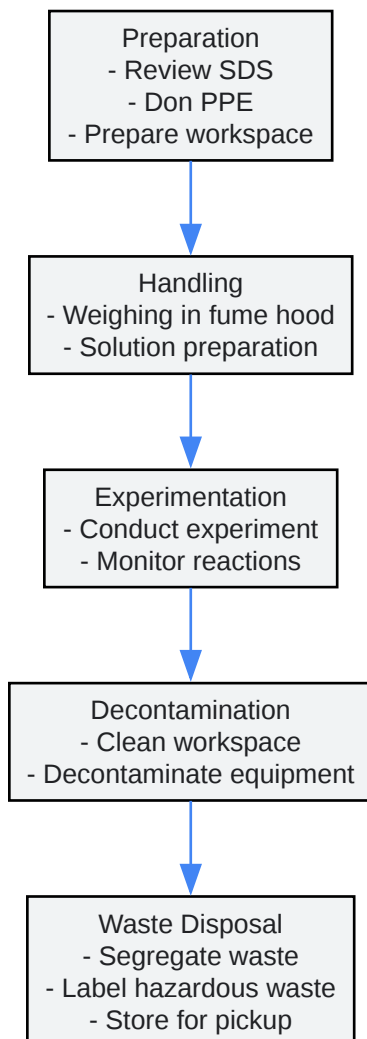 Preparation
- Review SDS
- Don PPE
- Prepare workspace
Handling
- Weighing in fume hood
- Solution preparation
Experimentation
- Conduct experiment
- Monitor reactions
Decontamination
- Clean workspace
- Decontaminate equipment
Waste Disposal
- Segregate waste
- Label hazardous waste
- Store for pickup